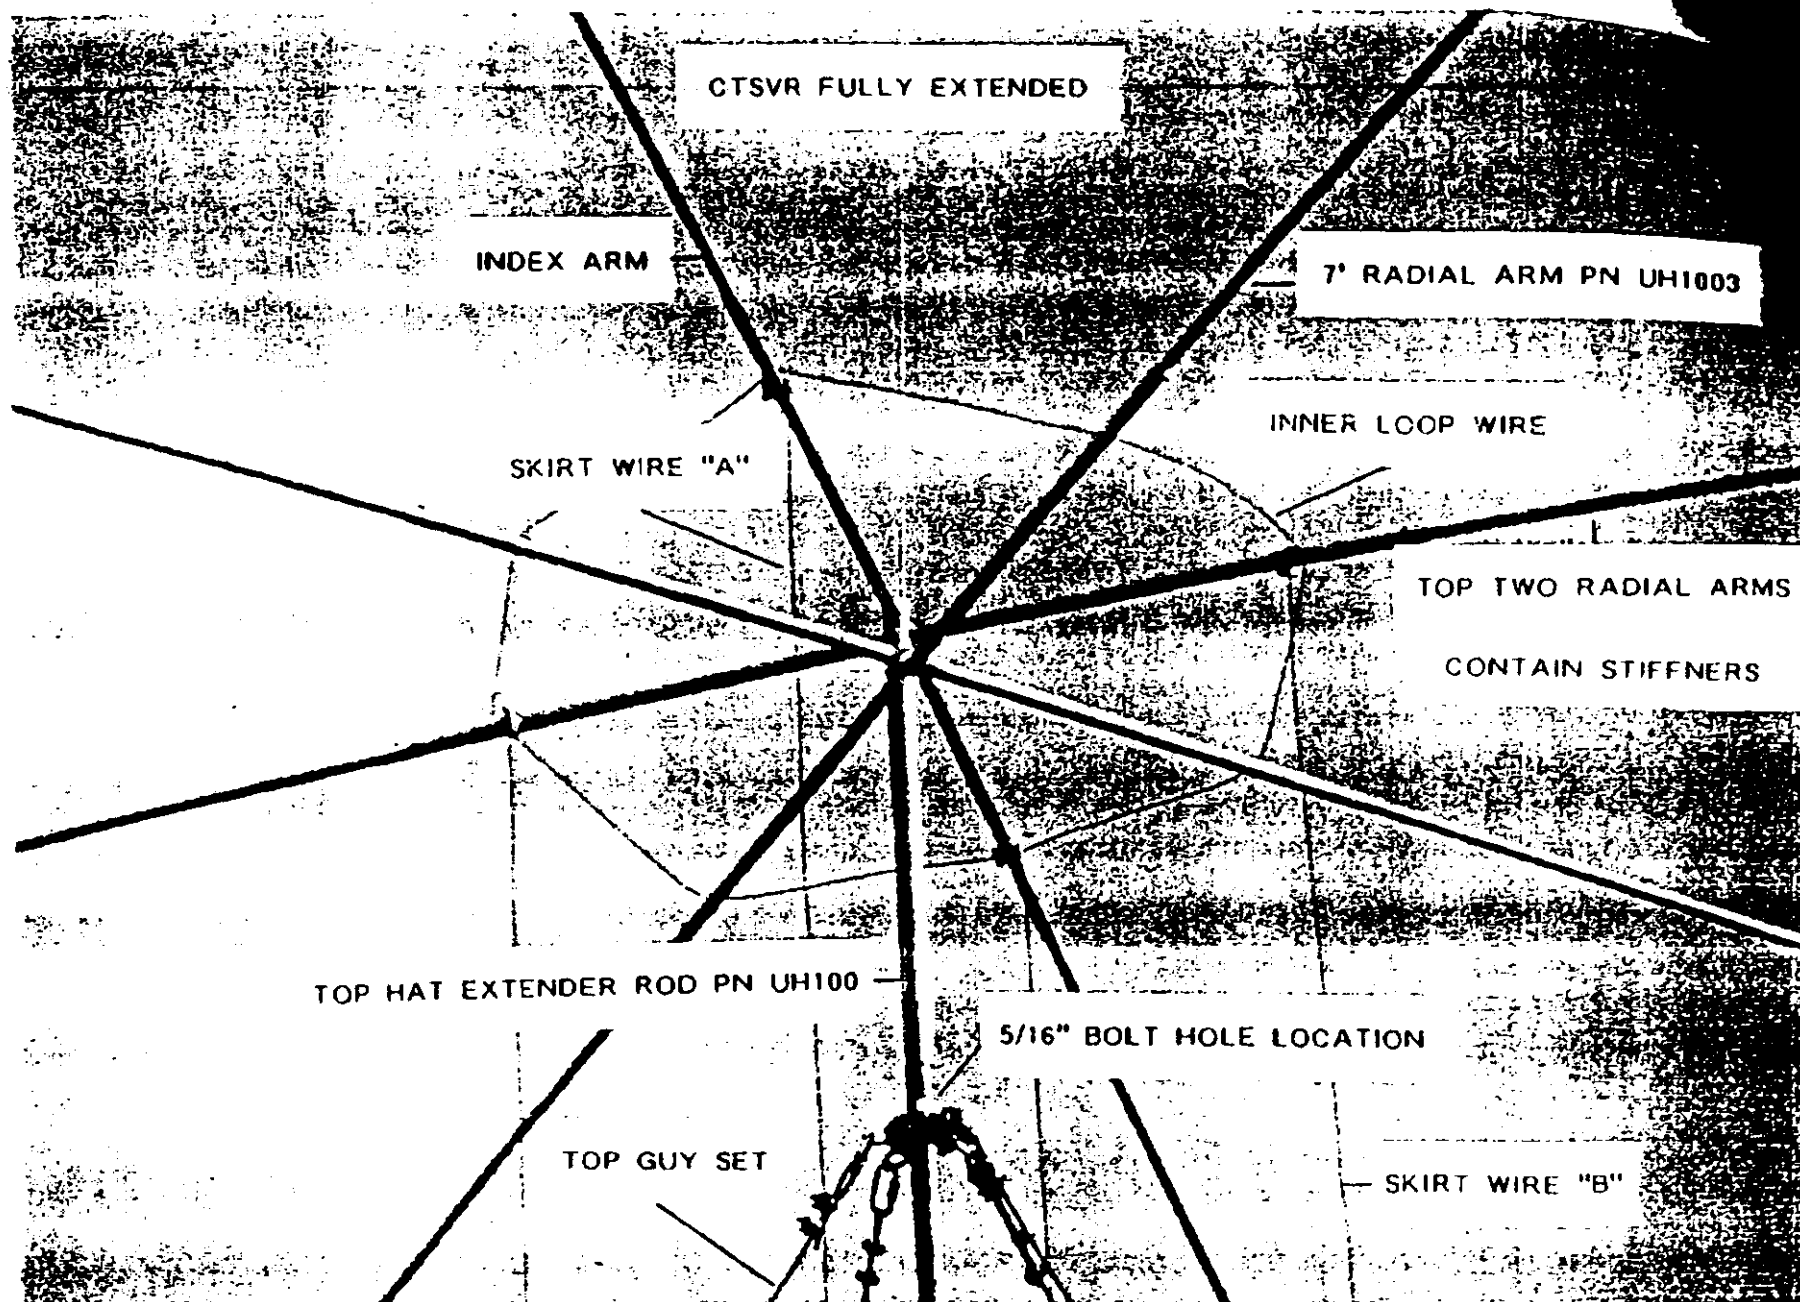 CTSVR FULLY EXTENDED
INDEX ARM
7' RADIAL ARM PN UH1003
INNER LOOP WIRE
SKIRT WIRE "A"
TOP TWO RADIAL ARMS
CONTAIN STIFFNERS
TOP HAT EXTENDER ROD PN UH100
5/16" BOLT HOLE LOCATION
TOP GUY SET
SKIRT WIRE "B"